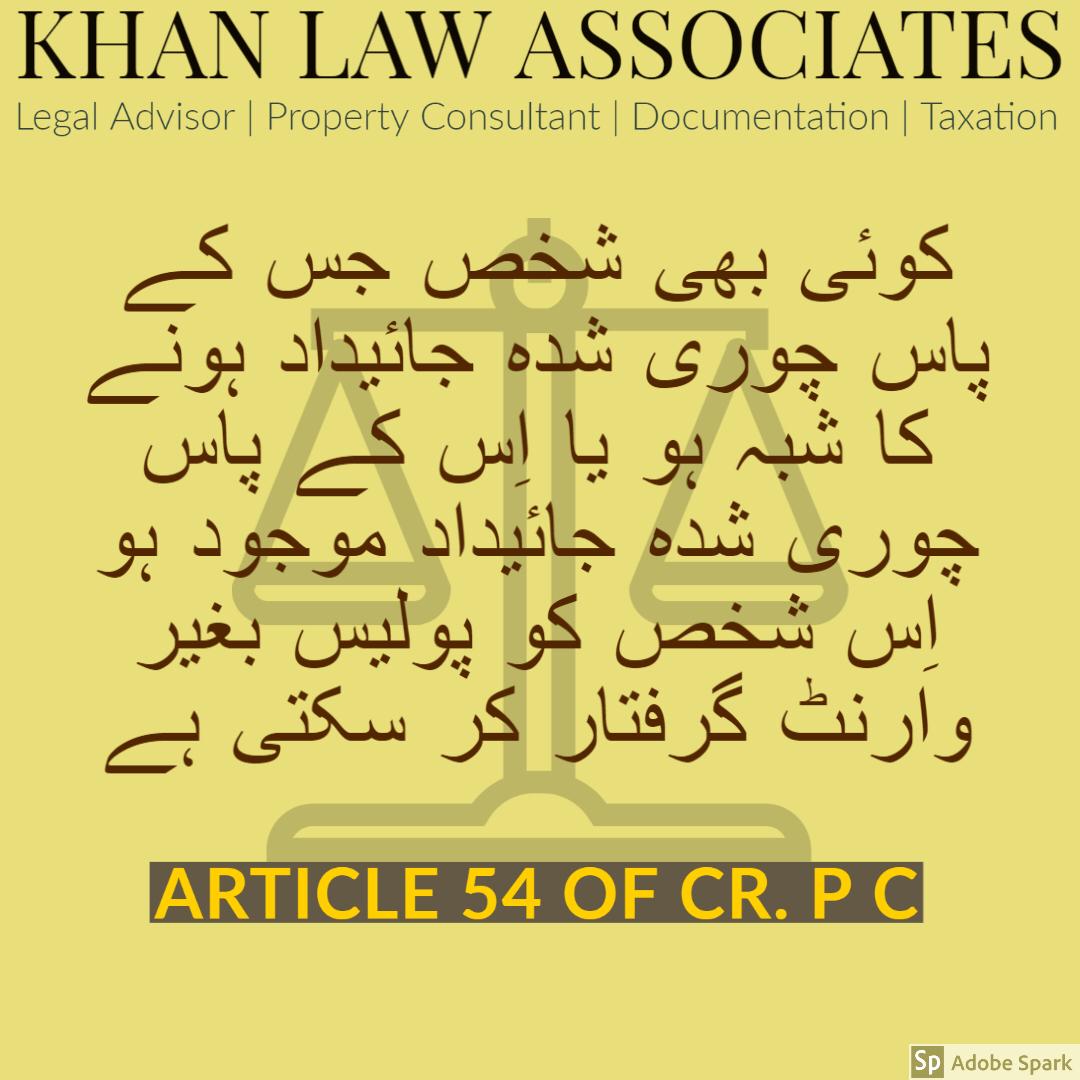 KHAN LAW ASSOCIATES
Legal Advisor | Property Consultant | Documentation | Taxation
کوئی بھی شخص جس کے
پاس چوری شدہ جائیداد ہونے
کا شبہ ہو یا اِس کے پاس
چوری شدہ جائیداد موجود ہو
اِس شخص کو پولیس بغیر
وارنٹ گرفتار کر سکتی ہے
ARTICLE 54 OF CR. P C
Sp Adobe Spark